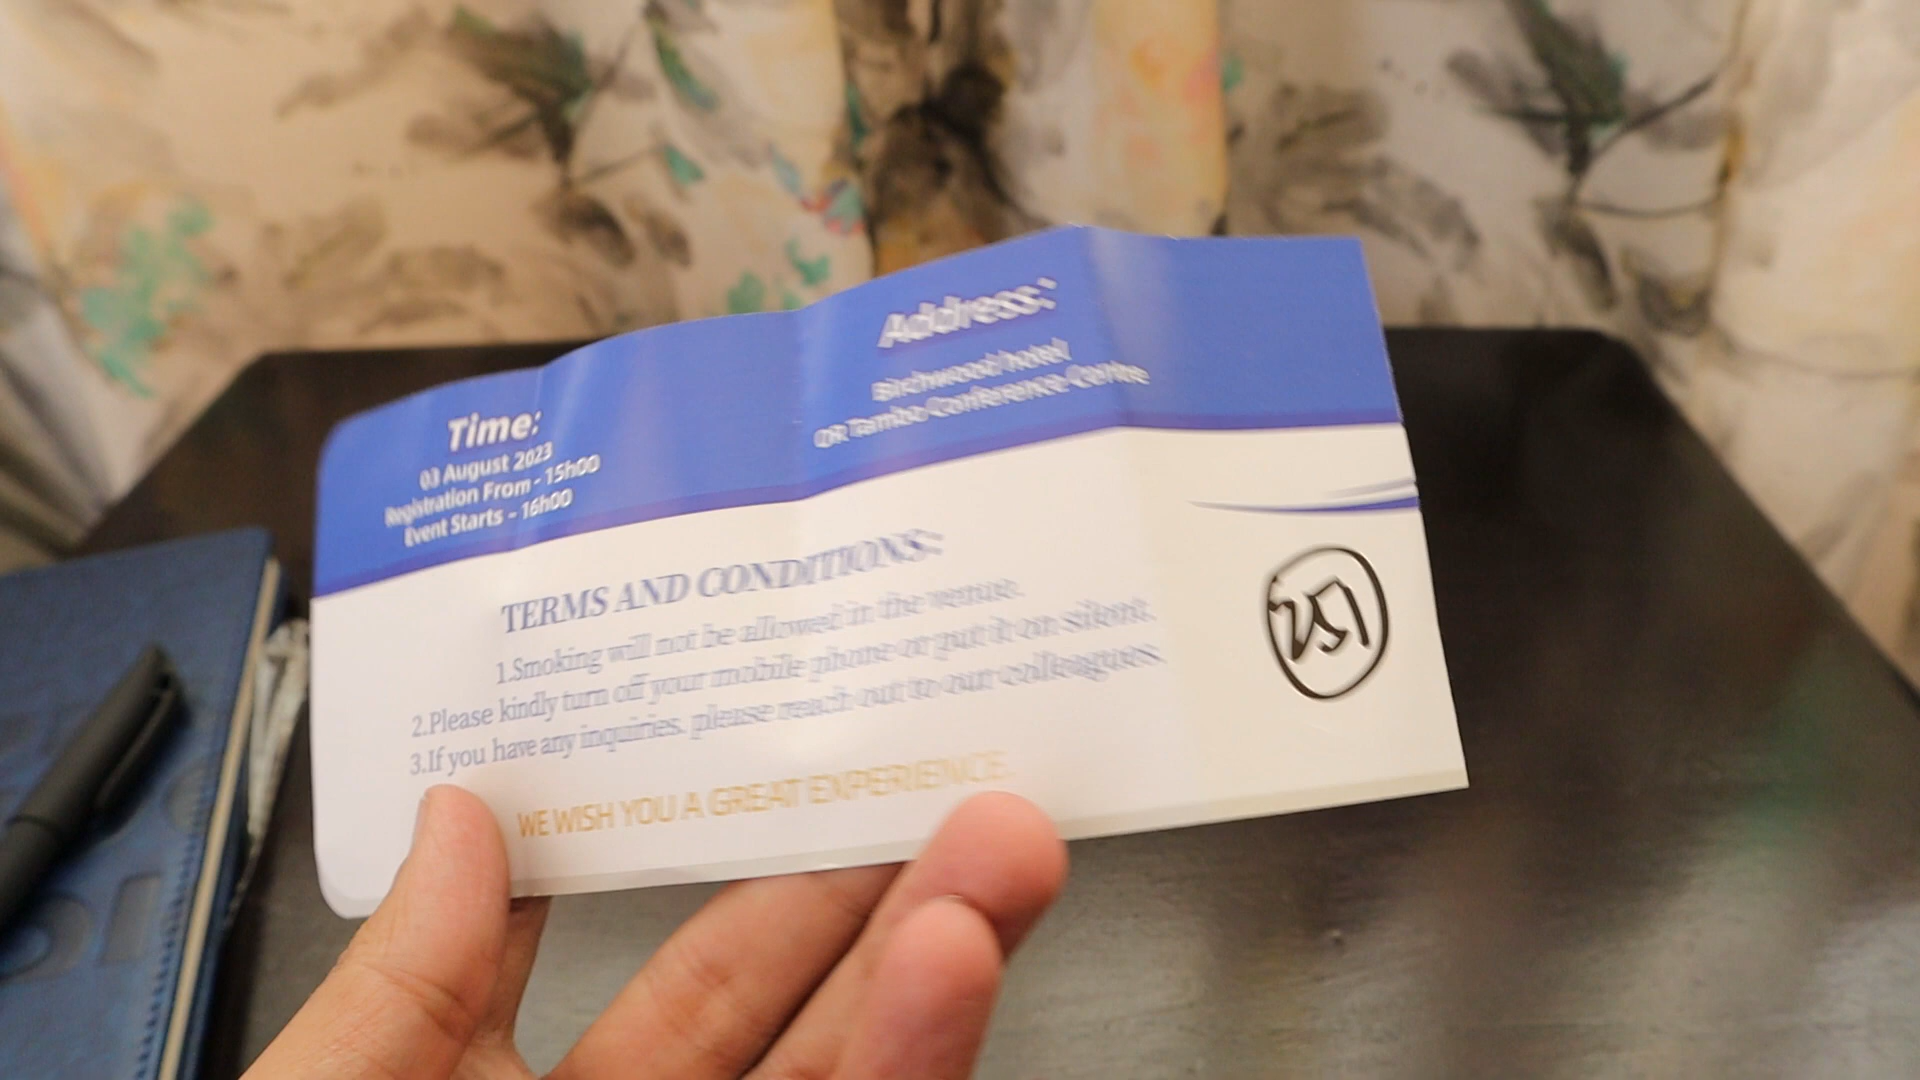 Time:
03 August 2023
Registration From - 15h00
Event Starts - 16h00
Address:
Birchwood hotel
OR Tambo Conference Centre
TERMS AND CONDITIONS:
1.Smoking will not be allowed in the venue.
2.Please kindly turn off your mobile phone or put it on silent.
3.If you have any inquiries, please reach out to our colleagues.
WE WISH YOU A GREAT EXPERIENCE.